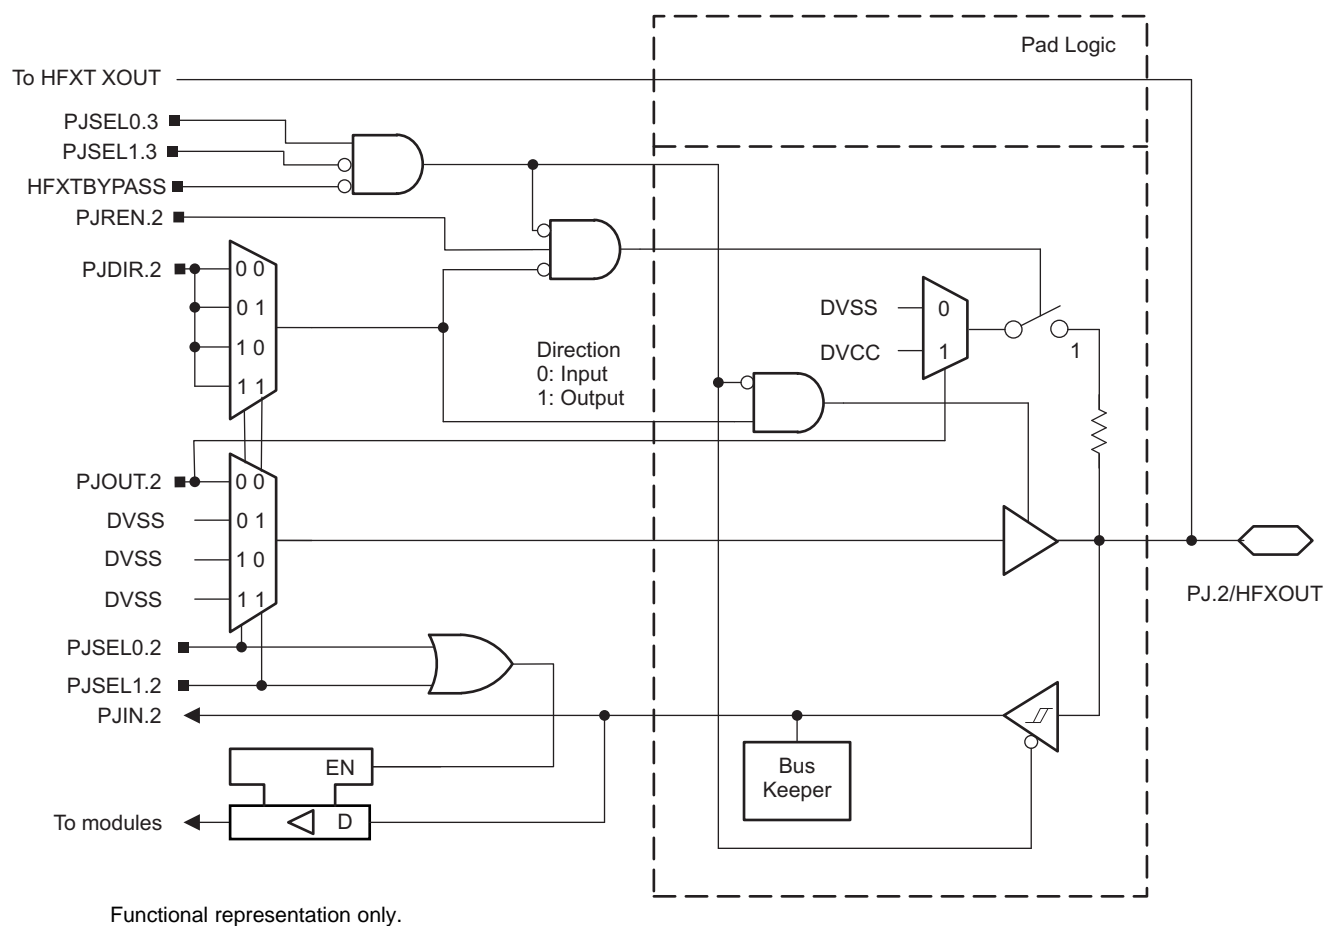 Pad Logic
To HFXT XOUT
PJSEL0.3
PJSEL1.3
HFXTBYPASS
PJREN.2
PJDIR.2
0 0
0 1
1 0
1 1
DVSS
0
DVCC
1
1
Direction
0: Input
1: Output
PJOUT.2
0 0
DVSS
0 1
DVSS
1 0
DVSS
1 1
PJ.2/HFXOUT
PJSEL0.2
PJSEL1.2
PJIN.2
EN
Bus
Keeper
To modules
D
Functional representation only.